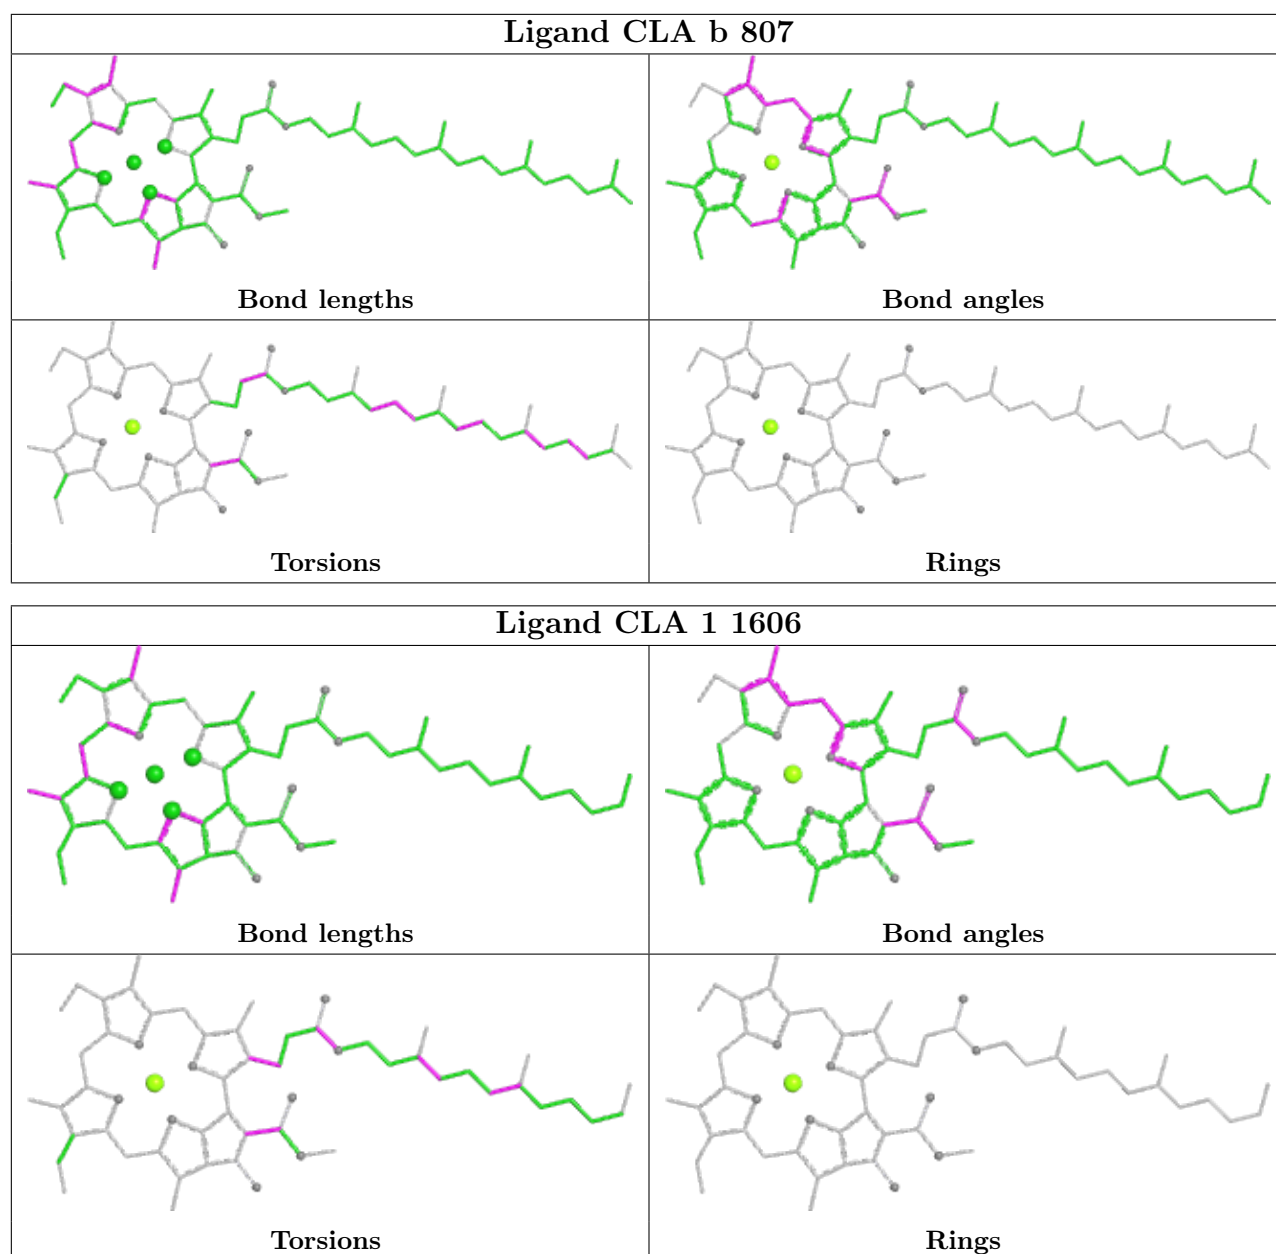 Ligand CLA b 807
Bond lengths
Bond angles
Torsions
Rings
Ligand CLA 1 1606
Bond lengths
Bond angles
Torsions
Rings